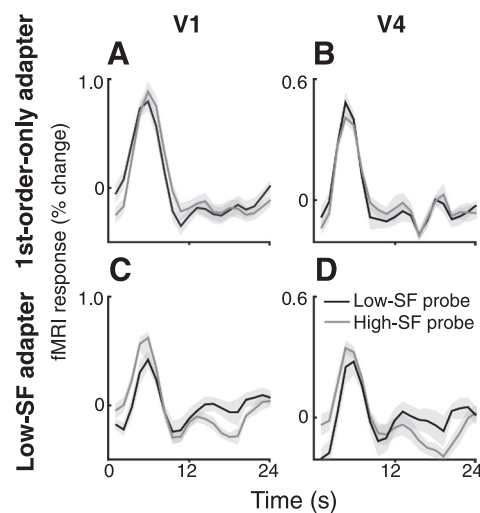 V1
V4
1st-order-only adapter
Low-SF adapter
fMRI response (% change)
A
B
1.0
0
0.6
0
C
D
1.0
0
0.6
0
Low-SF probe
High-SF probe
0
12
24
12
24
Time (s)